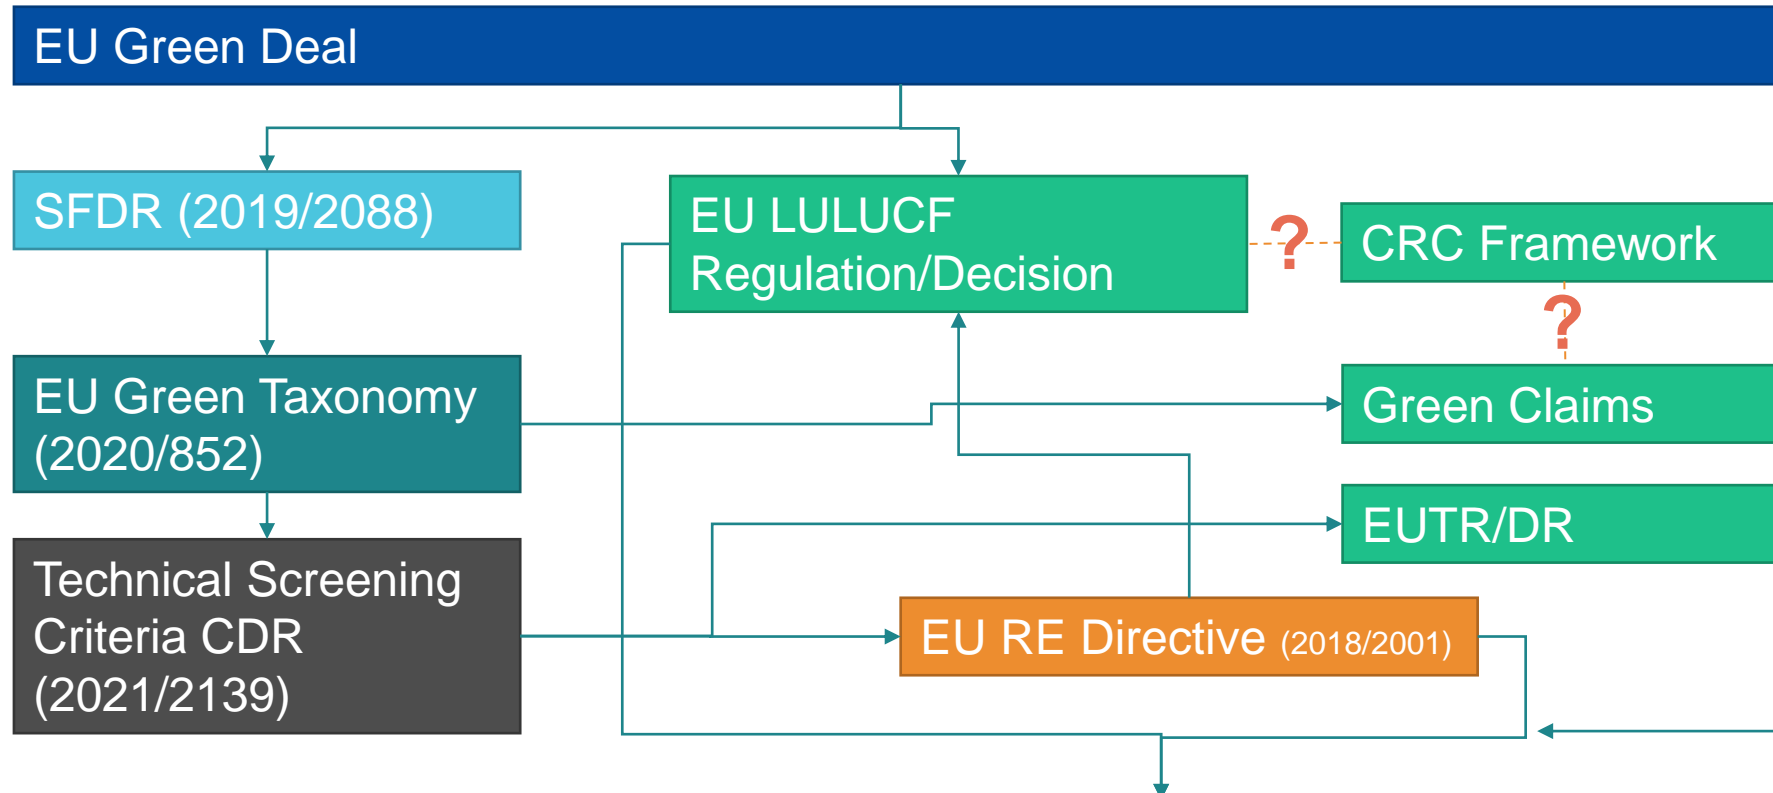 EU Green Deal
SFDR (2019/2088)
EU LULUCF
Regulation/Decision
?
CRC Framework
?
EU Green Taxonomy
(2020/852)
Green Claims
EUTR/DR
Technical Screening
Criteria CDR
(2021/2139)
EU RE Directive (2018/2001)